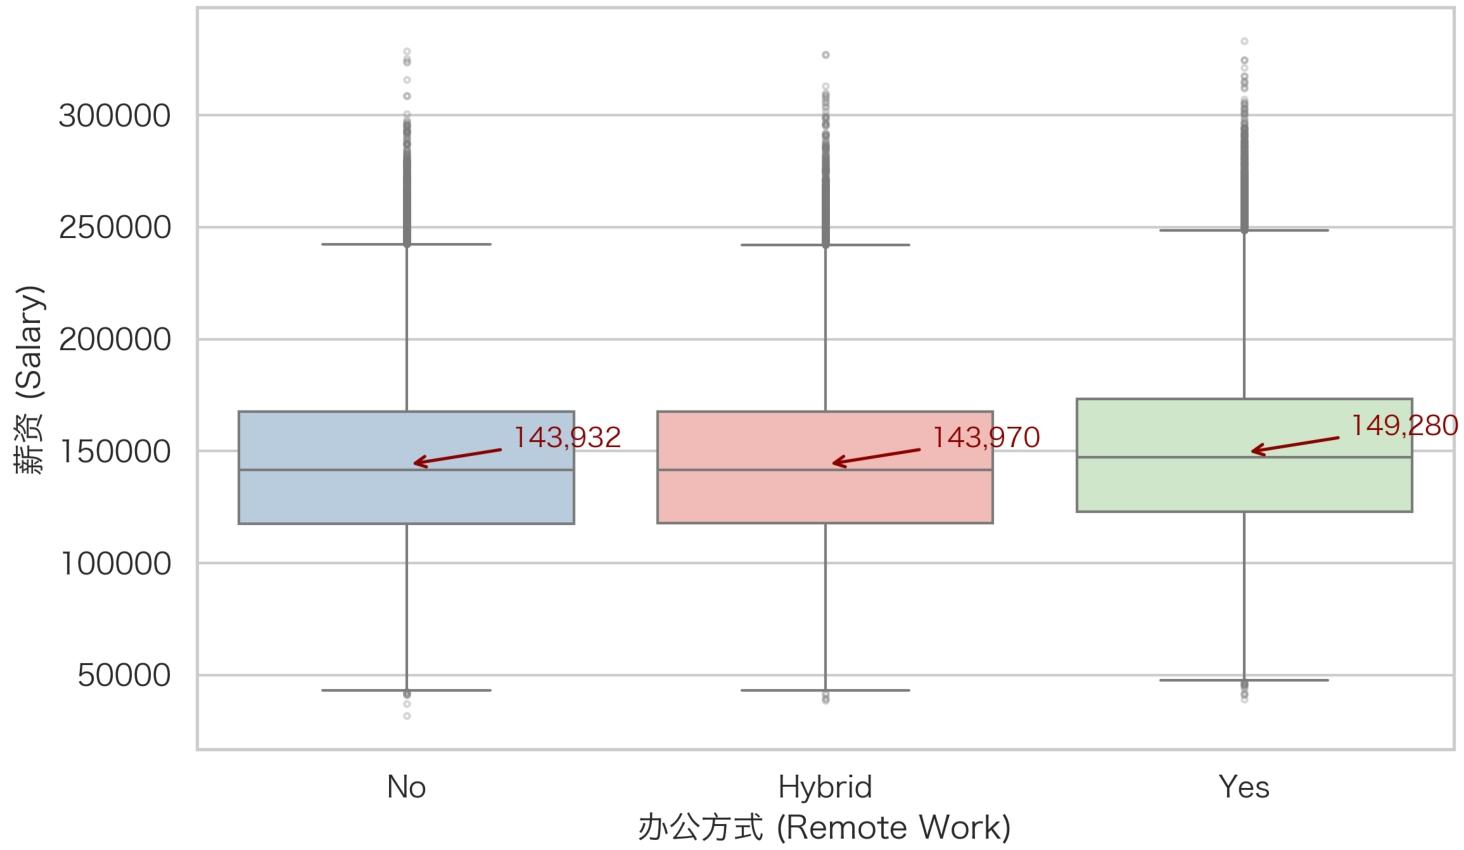 薪资 (Salary)
300000
250000
200000
150000
100000
50000
143,932
143,970
149,280
No
Hybrid
Yes
办公方式 (Remote Work)